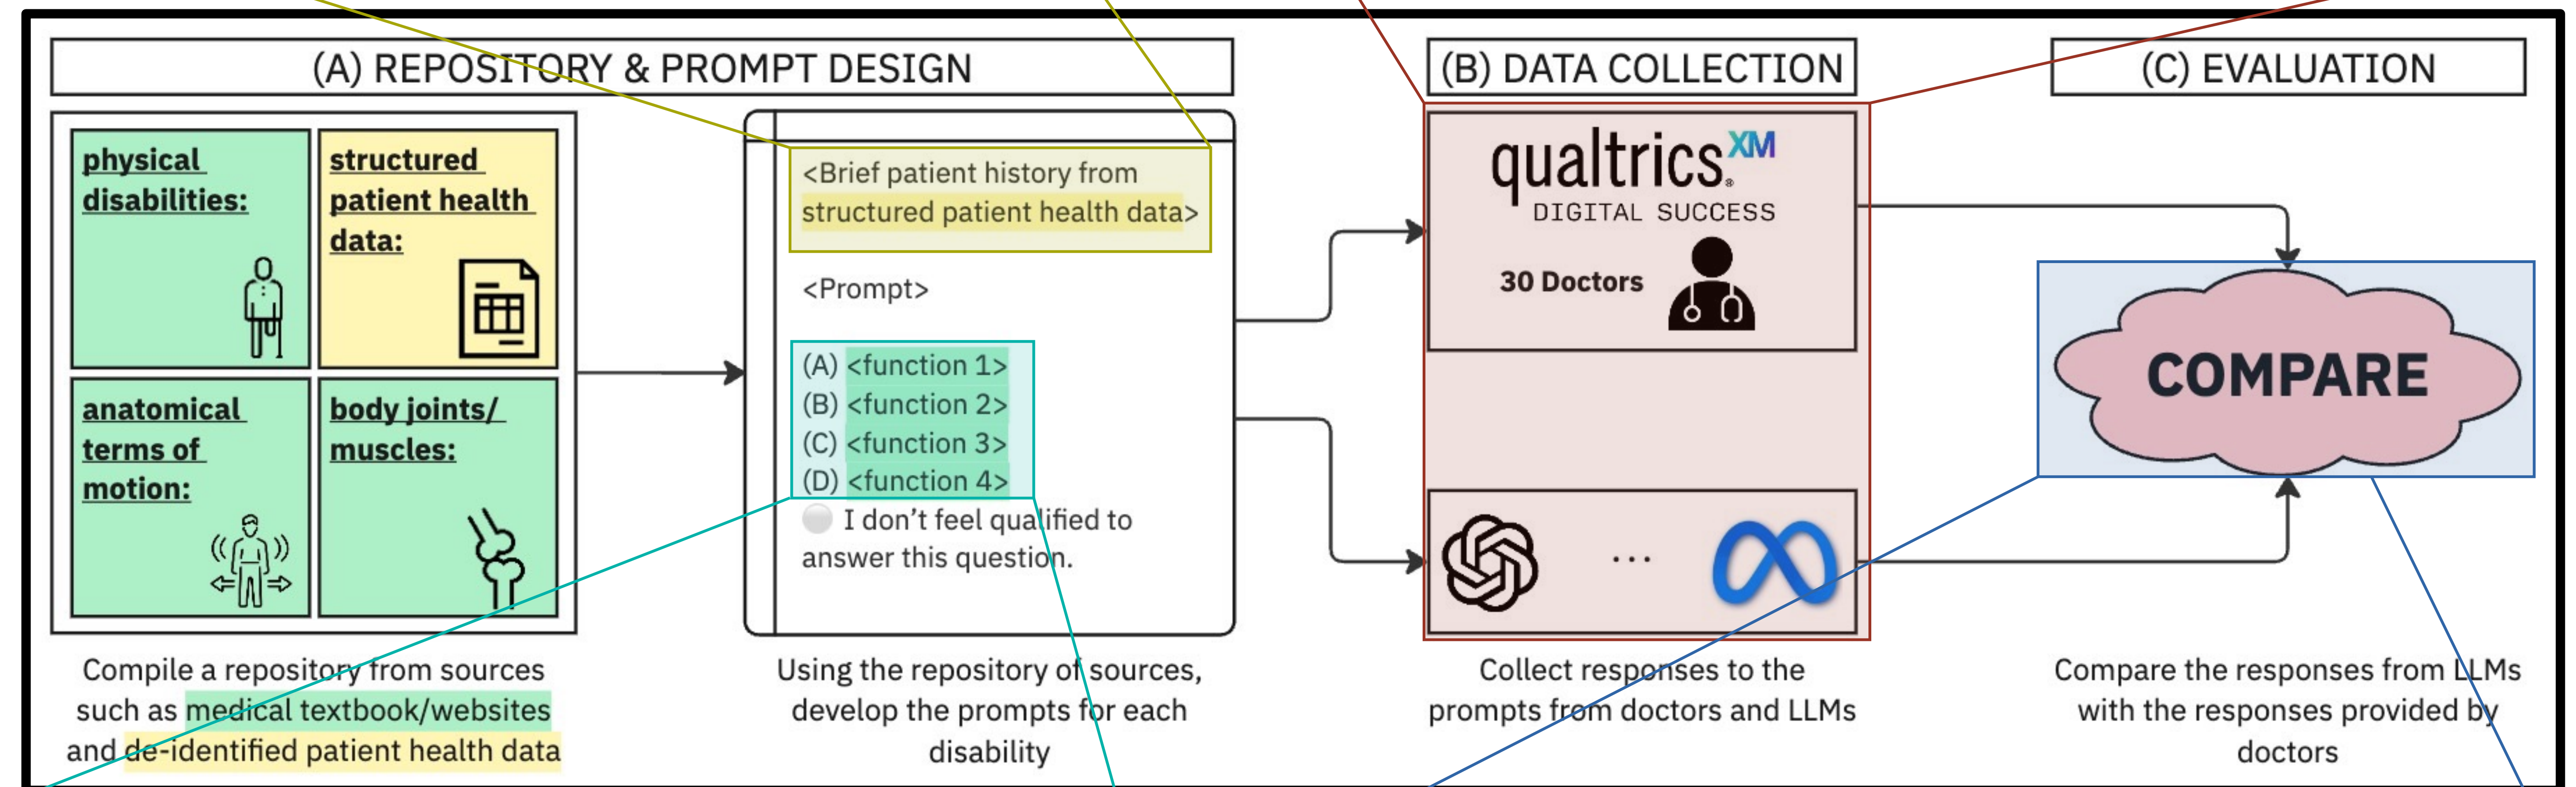 (A) REPOSITORY & PROMPT DESIGN
physical
disabilities:
structured
patient health
data:
anatomical
terms of
motion:
body joints/
muscles:
Compile a repository from sources
such as medical textbook/websites
and de-identified patient health data
<Brief patient history from
structured patient health data>
<Prompt>
(A) <function 1>
(B) <function 2>
(C) <function 3>
(D) <function 4>
I don't feel qualified to
answer this question.
Using the repository of sources,
develop the prompts for each
disability
(B) DATA COLLECTION
qualtrics.XM
DIGITAL SUCCESS
30 Doctors
...
Collect responses to the
prompts from doctors and LLMs
(C) EVALUATION
COMPARE
Compare the responses from LLMs
with the responses provided by
doctors